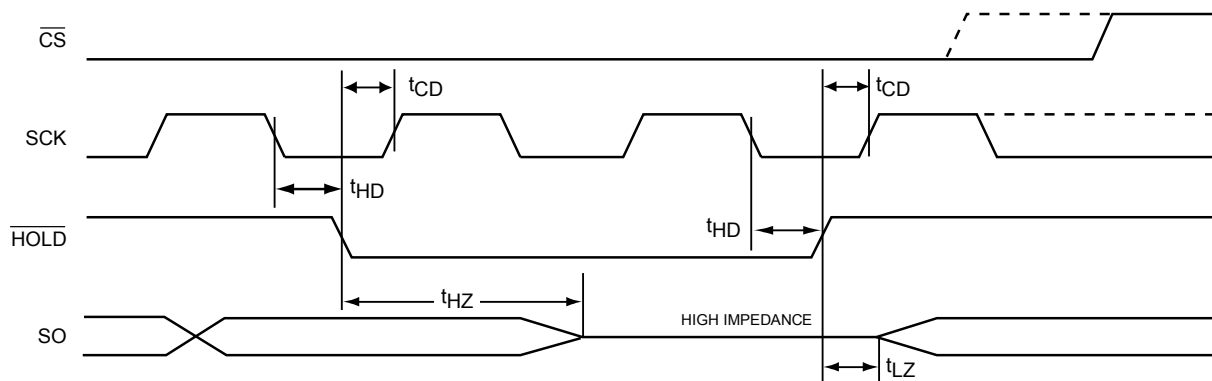 CS
tCD
tCD
SCK
tHD
HOLD
tHD
tHZ
HIGH IMPEDANCE
SO
tLZ